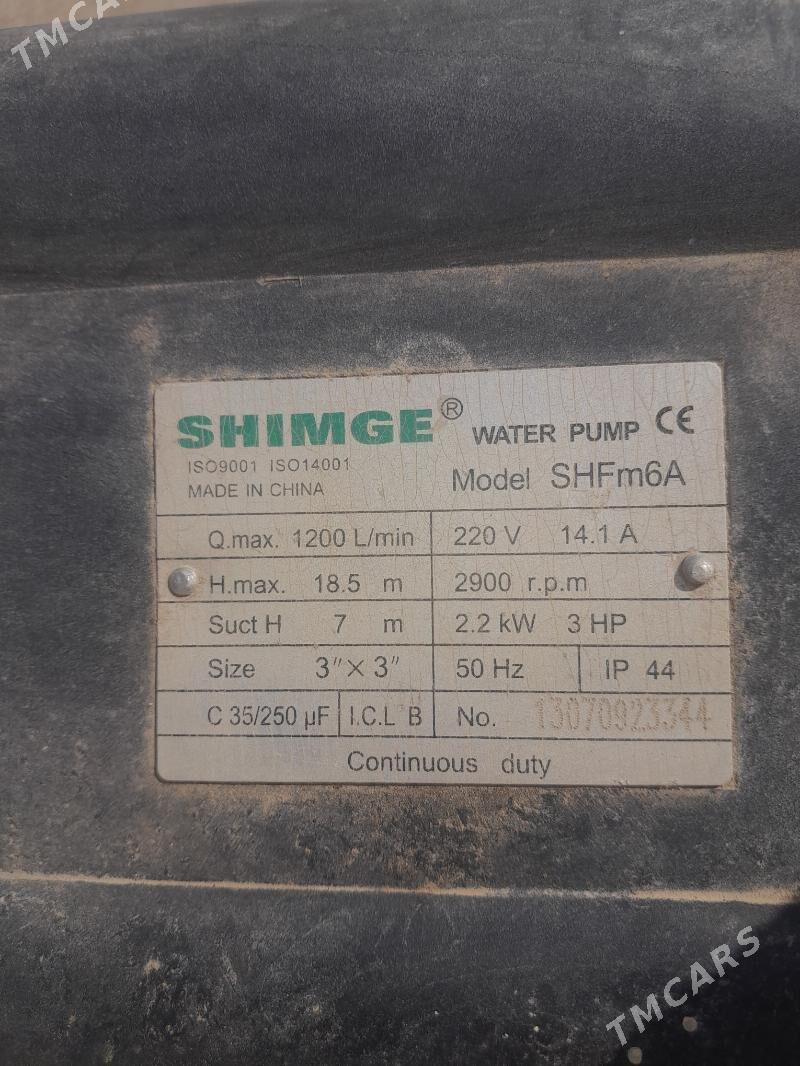 TMCARS
SHIMGE® WATER PUMP CE
ISO9001 ISO14001
MADE IN CHINA
Model SHFm6A
Q.max. 1200 L/min 220 V 14.1 A
H.max. 18.5 m 2900 r.p.m
Suct H 7 m 2.2 kW 3 HP
Size 3"×3" 50 Hz IP 44
C 35/250 µF I.C.L B No. 13070923344
Continuous duty
TMCARS